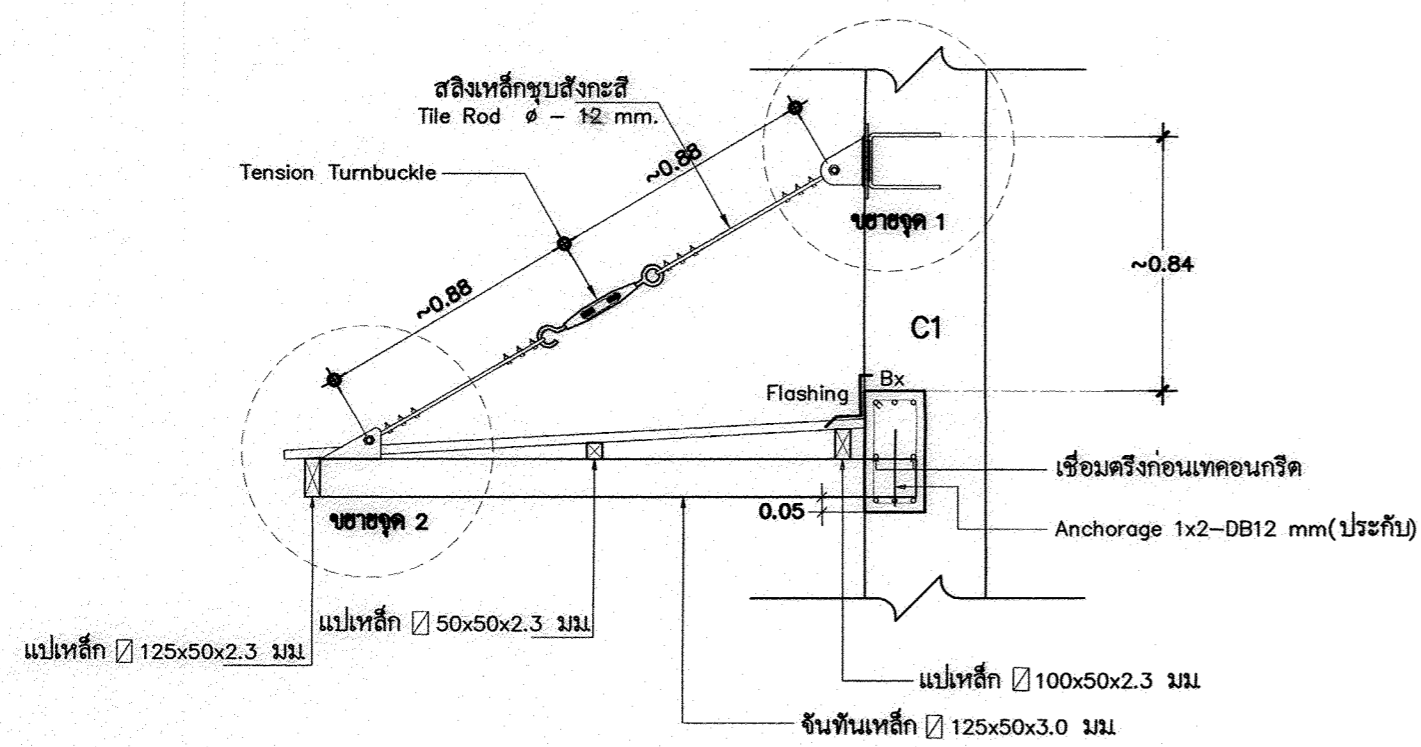 สลิงเหล็กชุบสังกะสี
Tile Rod ø - 12 mm.
Tension Turnbuckle
~0.88
~0.88
ขยายจุด 1
~0.84
C1
Flashing
Bx
เชื่อมตรึงก่อนเทคอนกรีต
0.05
ขยายจุด 2
Anchorage 1x2-DB12 mm(ประกับ)
แปเหล็ก 50x50x2.3 มม.
แปเหล็ก 125x50x2.3 มม.
แปเหล็ก 100x50x2.3 มม.
จันทันเหล็ก 125x50x3.0 มม.